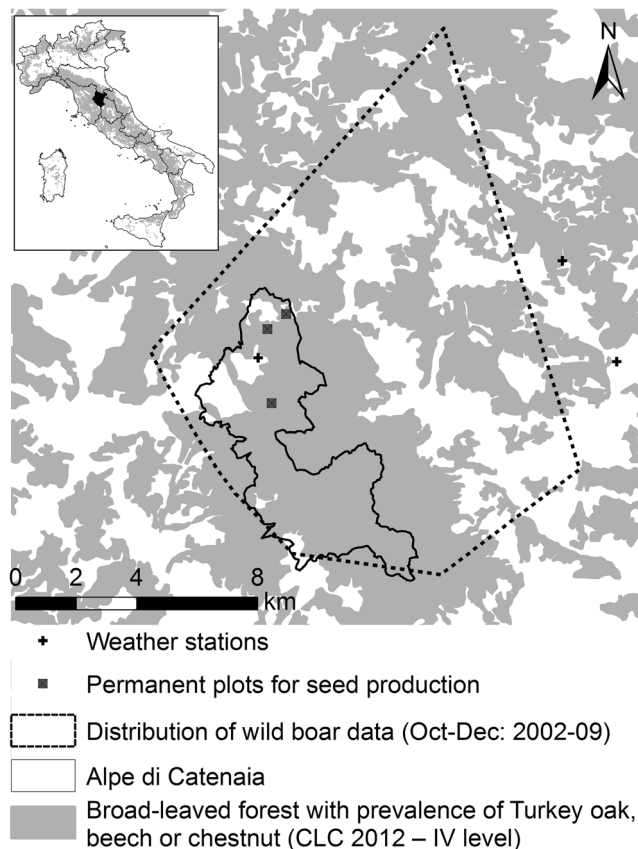 N
0 2 4 8
km
Weather stations
Permanent plots for seed production
Distribution of wild boar data (Oct-Dec: 2002-09)
Alpe di Catenaia
Broad-leaved forest with prevalence of Turkey oak,
beech or chestnut (CLC 2012 – IV level)